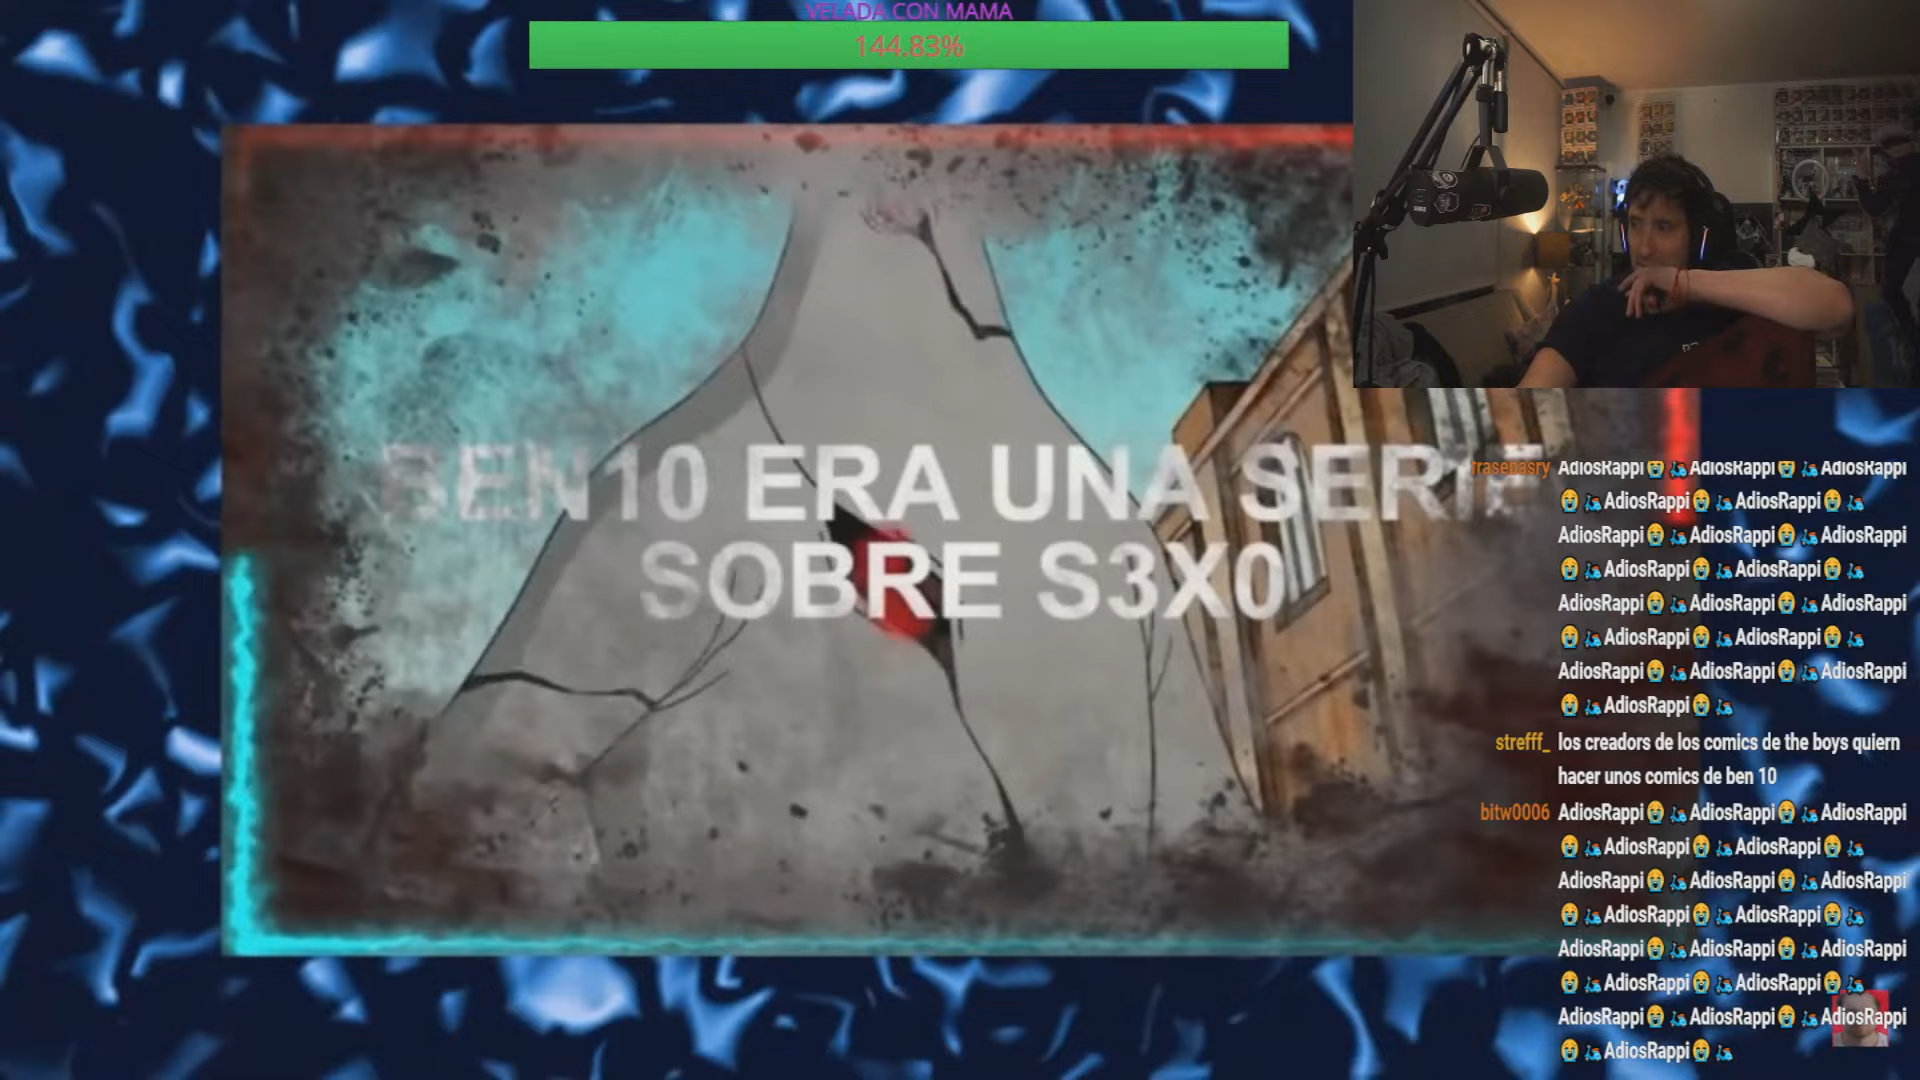 VELADA CON MAMA
144.83%
BEN10 ERA UNA SERIE
SOBRE S3X0
frasebasry AdiosRappi😭🛵AdiosRappi😭🛵AdiosRappi
😭🛵AdiosRappi😭🛵AdiosRappi😭🛵
AdiosRappi😭🛵AdiosRappi😭🛵AdiosRappi
😭🛵AdiosRappi😭🛵AdiosRappi😭🛵
AdiosRappi😭🛵AdiosRappi😭🛵AdiosRappi
😭🛵AdiosRappi😭🛵AdiosRappi😭🛵
AdiosRappi😭🛵AdiosRappi😭🛵AdiosRappi
😭🛵AdiosRappi😭🛵
strefff_ los creadors de los comics de the boys quiern
hacer unos comics de ben 10
bitw0006 AdiosRappi😭🛵AdiosRappi😭🛵AdiosRappi
😭🛵AdiosRappi😭🛵AdiosRappi😭🛵
AdiosRappi😭🛵AdiosRappi😭🛵AdiosRappi
😭🛵AdiosRappi😭🛵AdiosRappi😭🛵
AdiosRappi😭🛵AdiosRappi😭🛵AdiosRappi
😭🛵AdiosRappi😭🛵AdiosRappi😭🛵
AdiosRappi😭🛵AdiosRappi😭🛵AdiosRappi
😭🛵AdiosRappi😭🛵